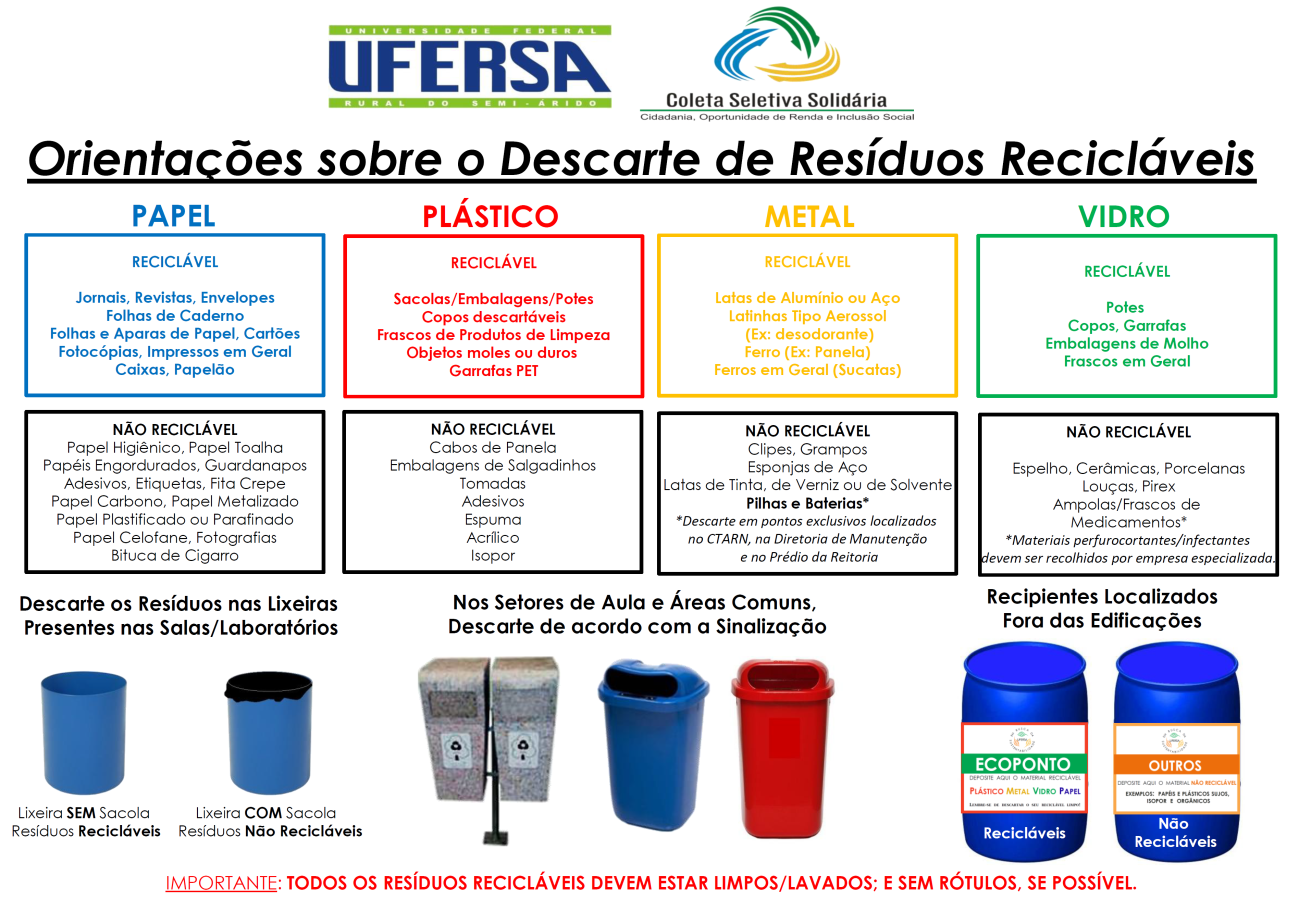 UNIVERSIDADE FEDERAL
UFERSA
RURAL DO SEMI-ÁRIDO
Coleta Seletiva Solidária
Cidadania, Oportunidade de Renda e Inclusão Social
Orientações sobre o Descarte de Resíduos Recicláveis
PAPEL
RECICLÁVEL
Jornais, Revistas, Envelopes
Folhas de Caderno
Folhas e Aparas de Papel, Cartões
Fotocópias, Impressos em Geral
Caixas, Papelão
PLÁSTICO
RECICLÁVEL
Sacolas/Embalagens/Potes
Copos descartáveis
Frascos de Produtos de Limpeza
Objetos moles ou duros
Garrafas PET
METAL
RECICLÁVEL
Latas de Alumínio ou Aço
Latinhas Tipo Aerossol
(Ex: desodorante)
Ferro (Ex: Panela)
Ferros em Geral (Sucatas)
VIDRO
RECICLÁVEL
Potes
Copos, Garrafas
Embalagens de Molho
Frascos em Geral
NÃO RECICLÁVEL
Papel Higiênico, Papel Toalha
Papéis Engordurados, Guardanapos
Adesivos, Etiquetas, Fita Crepe
Papel Carbono, Papel Metalizado
Papel Plastificado ou Parafinado
Papel Celofane, Fotografias
Bituca de Cigarro
NÃO RECICLÁVEL
Cabos de Panela
Embalagens de Salgadinhos
Tomadas
Adesivos
Espuma
Acrílico
Isopor
NÃO RECICLÁVEL
Clipes, Grampos
Esponjas de Aço
Latas de Tinta, de Verniz ou de Solvente
Pilhas e Baterias*
*Descarte em pontos exclusivos localizados
no CTARN, na Diretoria de Manutenção
e no Prédio da Reitoria
NÃO RECICLÁVEL
Espelho, Cerâmicas, Porcelanas
Louças, Pirex
Ampolas/Frascos de
Medicamentos*
*Materiais perfurocortantes/infectantes
devem ser recolhidos por empresa especializada.
Descarte os Resíduos nas Lixeiras
Presentes nas Salas/Laboratórios
Lixeira SEM Sacola
Resíduos Recicláveis
Lixeira COM Sacola
Resíduos Não Recicláveis
Nos Setores de Aula e Áreas Comuns,
Descarte de acordo com a Sinalização
Recipientes Localizados
Fora das Edificações
ECOPONTO
DEPOSITE AQUI O MATERIAL RECICLÁVEL
PLÁSTICO METAL VIDRO PAPEL
LEMBRE-SE DE DESCARTAR O SEU RECICLÁVEL LIMPO!
Recicláveis
OUTROS
DEPOSITE AQUI O MATERIAL NÃO RECICLÁVEL
EXEMPLOS: PAPÉIS E PLÁSTICOS SUJOS,
ISOPOR E ORGÂNICOS
Não
Recicláveis
IMPORTANTE: TODOS OS RESÍDUOS RECICLÁVEIS DEVEM ESTAR LIMPOS/LAVADOS; E SEM RÓTULOS, SE POSSÍVEL.